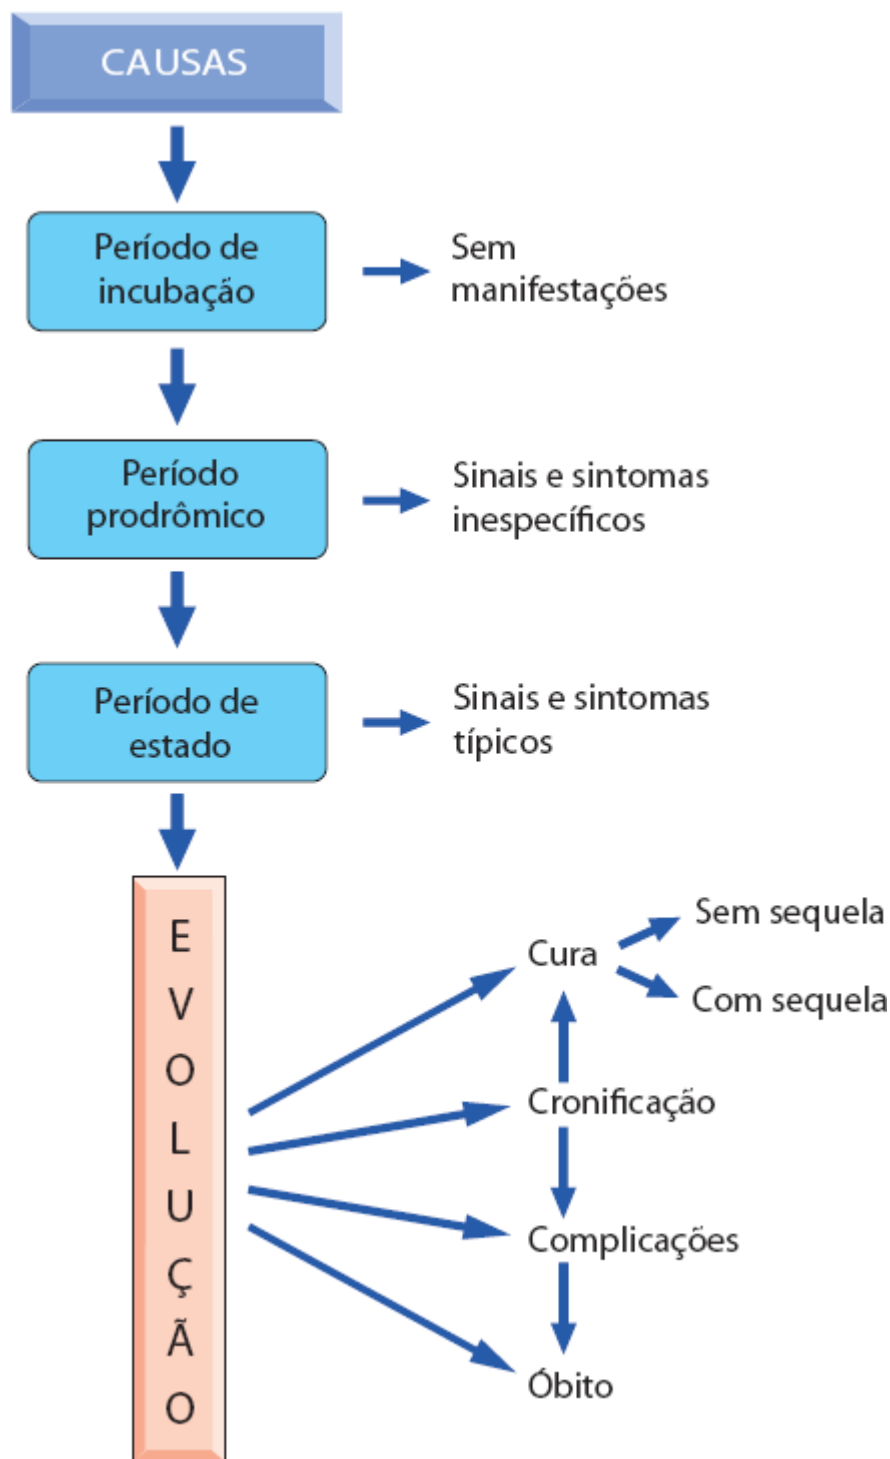 CAUSAS
Período de
incubação
Sem
manifestações
Período
prodrômico
Sinais e sintomas
inespecíficos
Período de
estado
Sinais e sintomas
típicos
E
V
O
L
U
Ç
Ã
O
Cura
Sem sequela
Com sequela
Cronificação
Complicações
Óbito